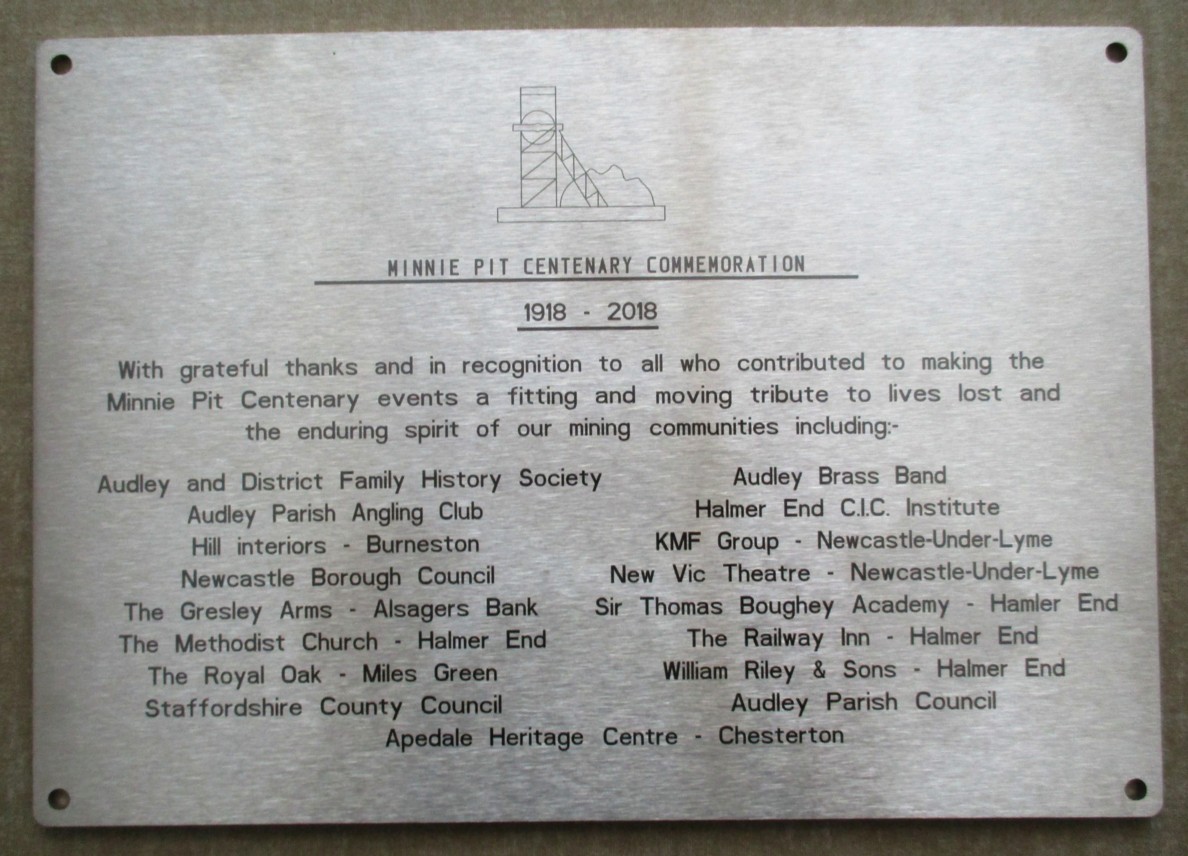 MINNIE PIT CENTENARY COMMEMORATION
1918 - 2018
With grateful thanks and in recognition to all who contributed to making the
Minnie Pit Centenary events a fitting and moving tribute to lives lost and
the enduring spirit of our mining communities including:-
Audley and District Family History Society
Audley Parish Angling Club
Hill interiors - Burneston
Newcastle Borough Council
The Gresley Arms - Alsagers Bank
The Methodist Church - Halmer End
The Royal Oak - Miles Green
Staffordshire County Council
Audley Brass Band
Halmer End C.I.C. Institute
KMF Group - Newcastle-Under-Lyme
New Vic Theatre - Newcastle-Under-Lyme
Sir Thomas Boughey Academy - Hamler End
The Railway Inn - Halmer End
William Riley & Sons - Halmer End
Audley Parish Council
Apedale Heritage Centre - Chesterton